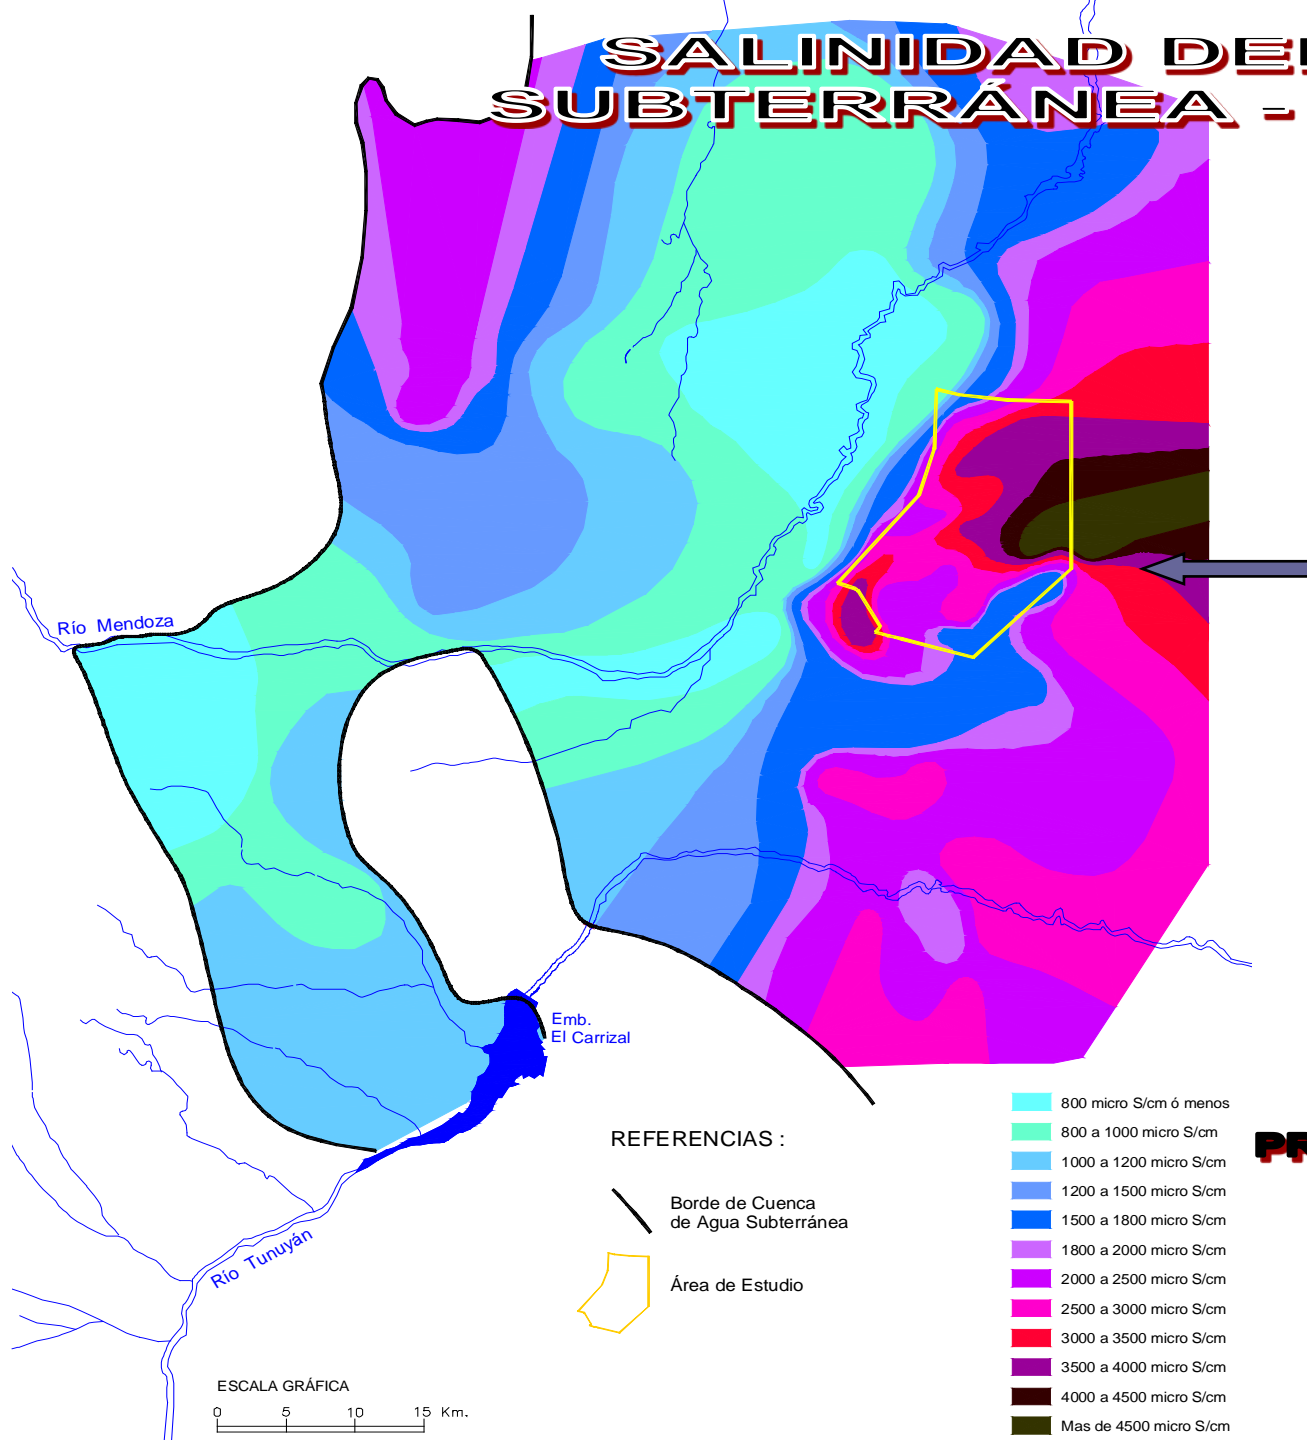 SALINIDAD DEL
SUBTERRÁNEA -
Río Mendoza
Emb.
El Carrizal
Río Tunuyán
REFERENCIAS :
Borde de Cuenca
de Agua Subterránea
Área de Estudio
ESCALA GRÁFICA
0 5 10 15 Km.
800 micro S/cm ó menos
800 a 1000 micro S/cm
1000 a 1200 micro S/cm
1200 a 1500 micro S/cm
1500 a 1800 micro S/cm
1800 a 2000 micro S/cm
2000 a 2500 micro S/cm
2500 a 3000 micro S/cm
3000 a 3500 micro S/cm
3500 a 4000 micro S/cm
4000 a 4500 micro S/cm
Mas de 4500 micro S/cm